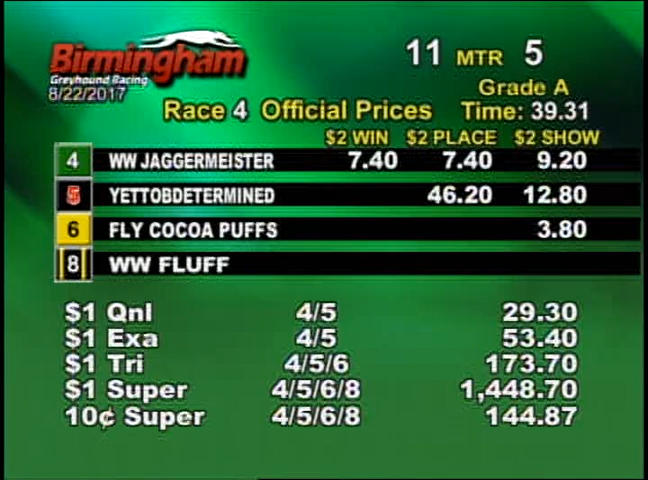 Birmingham
Greyhound Racing
8/22/2017
11 MTR 5
Grade A
Race 4 Official Prices Time: 39.31
$2 WIN $2 PLACE $2 SHOW
4 WW JAGGERMEISTER 7.40 7.40 9.20
5 YETTOBDETERMINED 46.20 12.80
6 FLY COCOA PUFFS 3.80
8 WW FLUFF
$1 Qnl 4/5 29.30
$1 Exa 4/5 53.40
$1 Tri 4/5/6 173.70
$1 Super 4/5/6/8 1,448.70
10¢ Super 4/5/6/8 144.87